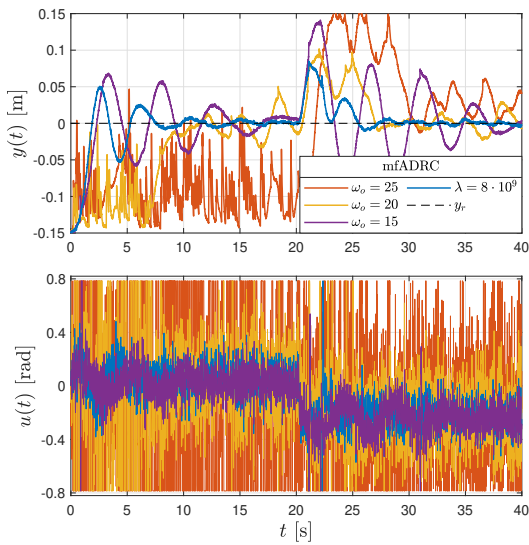 0.15
0.1
0.05
0
-0.05
-0.1
-0.15
y(t) [m]
mfADRC
ω_o = 25
λ = 8 · 10^9
ω_o = 20
y_r
ω_o = 15
0 5 10 15 20 25 30 35 40
0.8
0.4
0
-0.4
-0.8
u(t) [rad]
0 5 10 15 20 25 30 35 40
t [s]